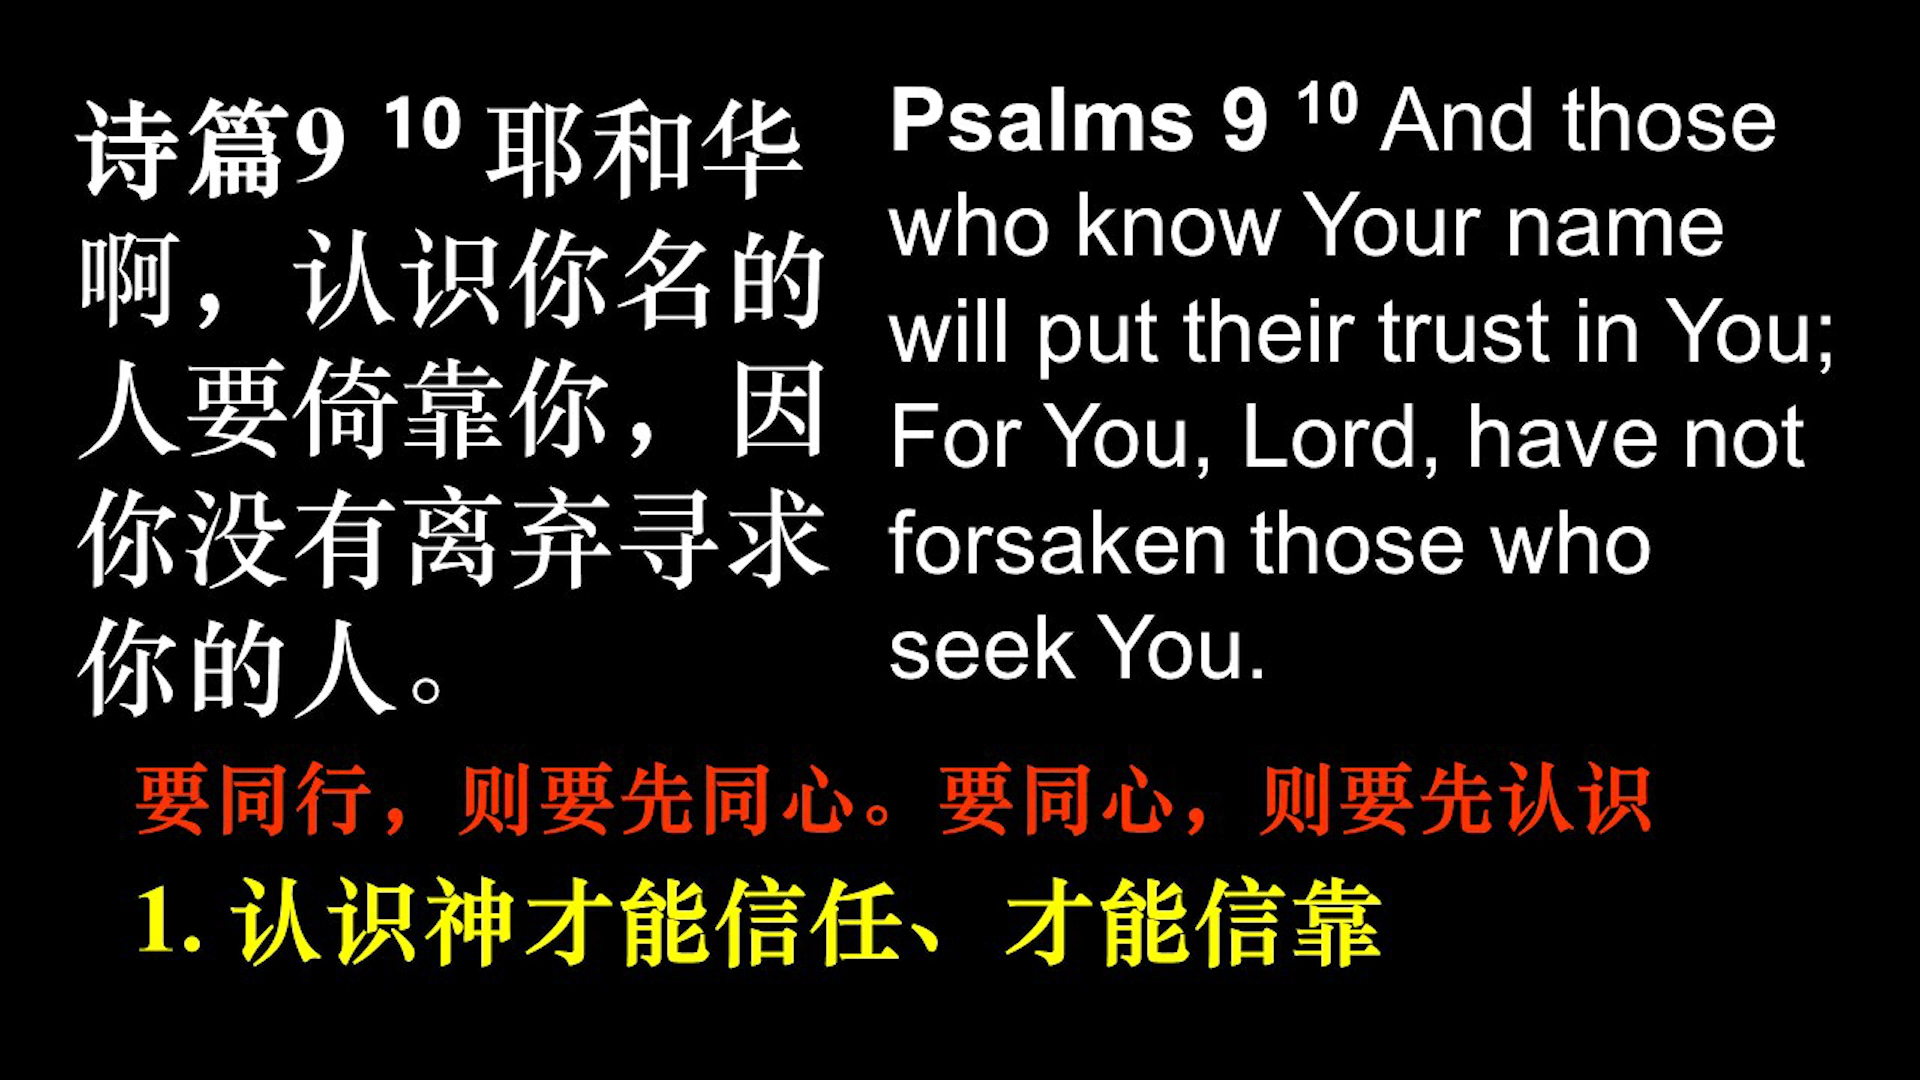 诗篇9 10 耶和华
啊，认识你名的
人要倚靠你，因
你没有离弃寻求
你的人。
Psalms 9 10 And those
who know Your name
will put their trust in You;
For You, Lord, have not
forsaken those who
seek You.
要同行，则要先同心。要同心，则要先认识
1. 认识神才能信任、才能信靠